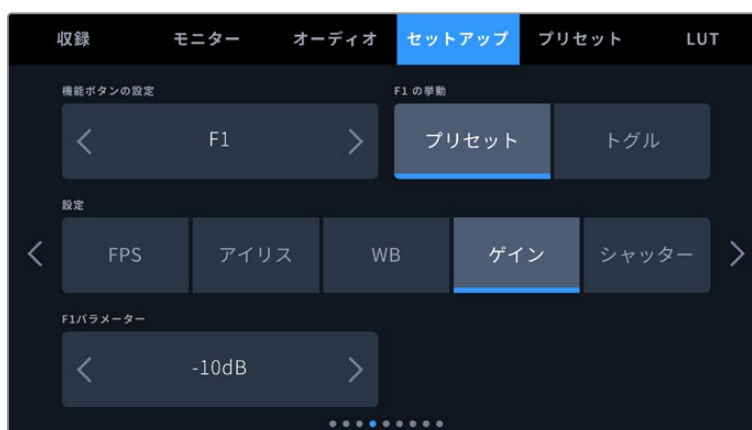 収録 モニター オーディオ セットアップ プリセット LUT
機能ボタンの設定 F1 の挙動
F1 プリセット トグル
設定
FPS アイリス WB ゲイン シャッター
F1パラメーター
-10dB